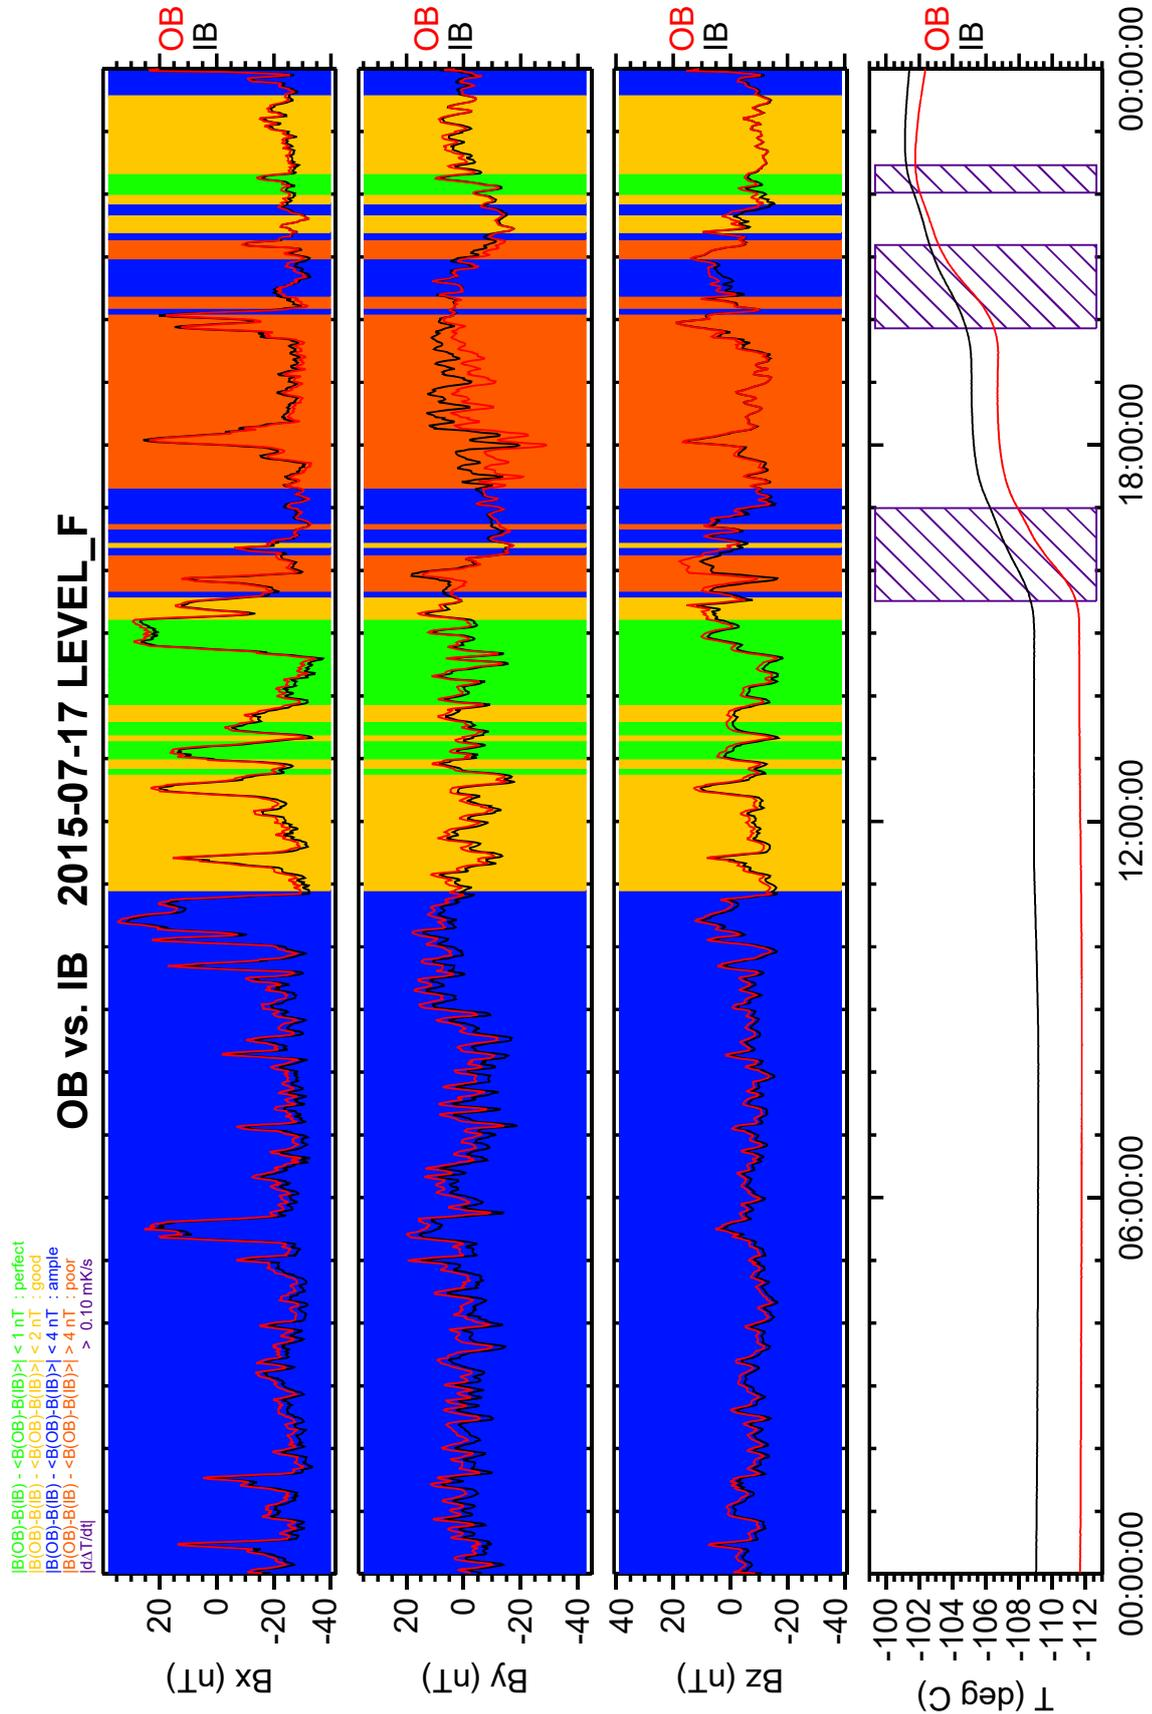 |B(OB)-B(IB) - <B(OB)-B(IB)>| < 1 nT : perfect
|B(OB)-B(IB) - <B(OB)-B(IB)>| < 2 nT : good
|B(OB)-B(IB) - <B(OB)-B(IB)>| < 4 nT : ample
|B(OB)-B(IB) - <B(OB)-B(IB)>| > 4 nT : poor
|dΔT/dt| > 0.10 mK/s
OB vs. IB 2015-07-17 LEVEL_F
Bx (nT)
20
0
-20
-40
OB
IB
By (nT)
20
0
-20
-40
OB
IB
Bz (nT)
40
20
0
-20
-40
OB
IB
T (deg C)
-100
-102
-104
-106
-108
-110
-112
OB
IB
00:00:00
06:00:00
12:00:00
18:00:00
00:00:00